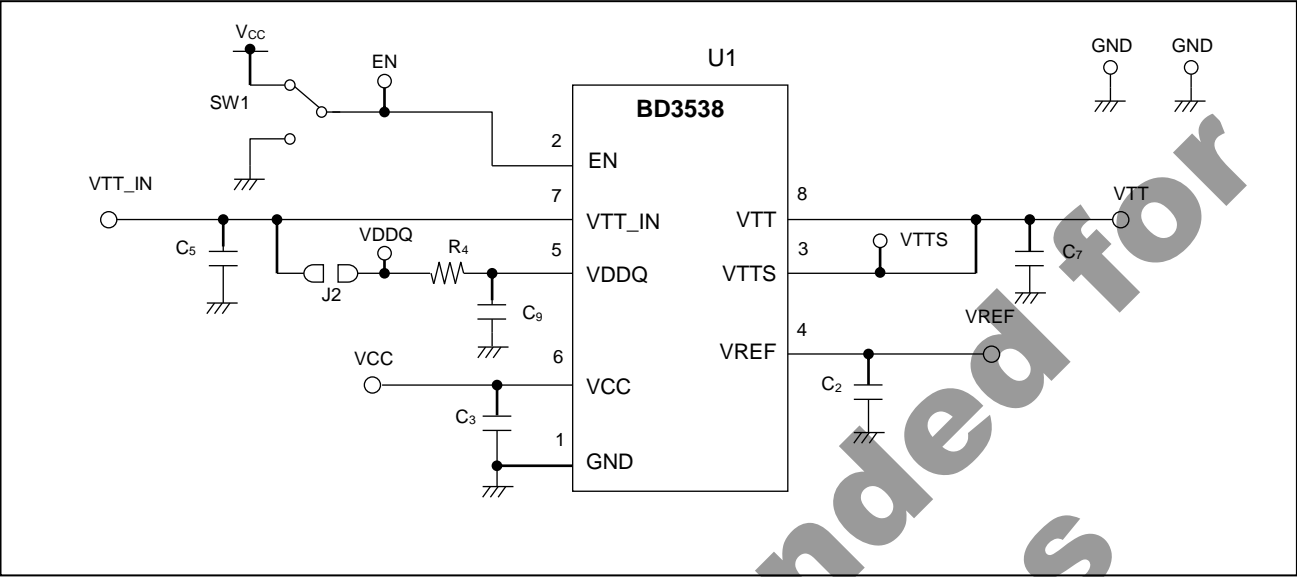 Vcc
GND GND
EN
U1
SW1
BD3538
2
EN
VTT_IN
7
8
VTT
VTT_IN
VTT
C5
VDDQ
R4
5
3
VTTS
C7
VDDQ
VTTS
J2
C9
VREF
4
VREF
VCC
6
VCC
C2
C3
1
GND
nded for
s